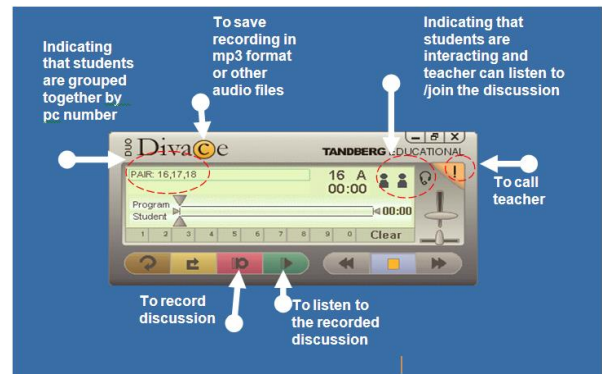 Indicating
that students
are grouped
together by
pc number
To save
recording in
mp3 format
or other
audio files
Indicating that
students are
interacting and
teacher can listen to
/join the discussion
DUO
Divace
TANDBERG EDUCATIONAL
PAIR: 16,17,18
16 A
00:00
!
To call
teacher
Program
Student
00:00
1 2 3 4 5 6 7 8 9 0 Clear
To record
discussion
To listen to
the recorded
discussion